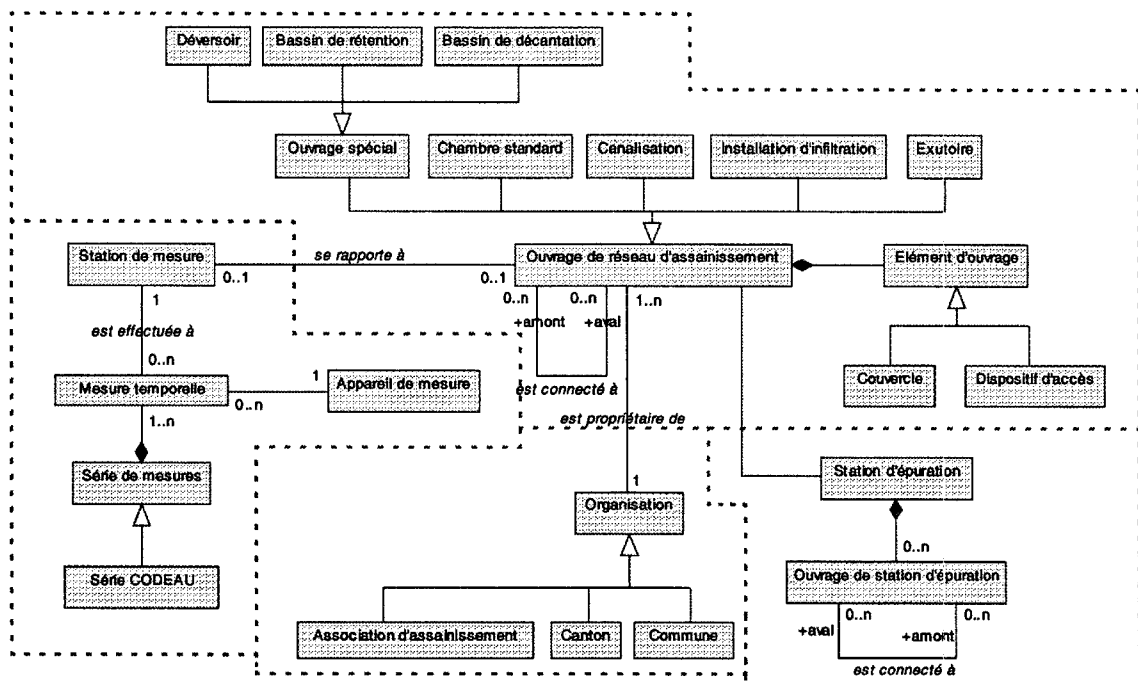 Déversoir
Bassin de rétention
Bassin de décantation
Ouvrage spécial
Chambre standard
Canalisation
Installation d'infiltration
Exutoire
Station de mesure
se rapporte à
0..1
0..1
Ouvrage de réseau d'assainissement
Elément d'ouvrage
0..n
0..n
1..n
+amont
+aval
est connecté à
1
est effectuée à
0..n
Mesure temporelle
1
0..n
Appareil de mesure
Couvercle
Dispositif d'accès
1..n
est propriétaire de
Série de mesures
Station d'épuration
1
Organisation
0..n
Série CODEAU
Ouvrage de station d'épuration
0..n
0..n
+aval
+amont
est connecté à
Association d'assainissement
Canton
Commune